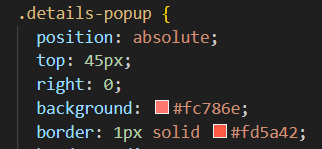 .details-popup {
position: absolute;
top: 45px;
right: 0;
background: #fc786e;
border: 1px solid #fd5a42;